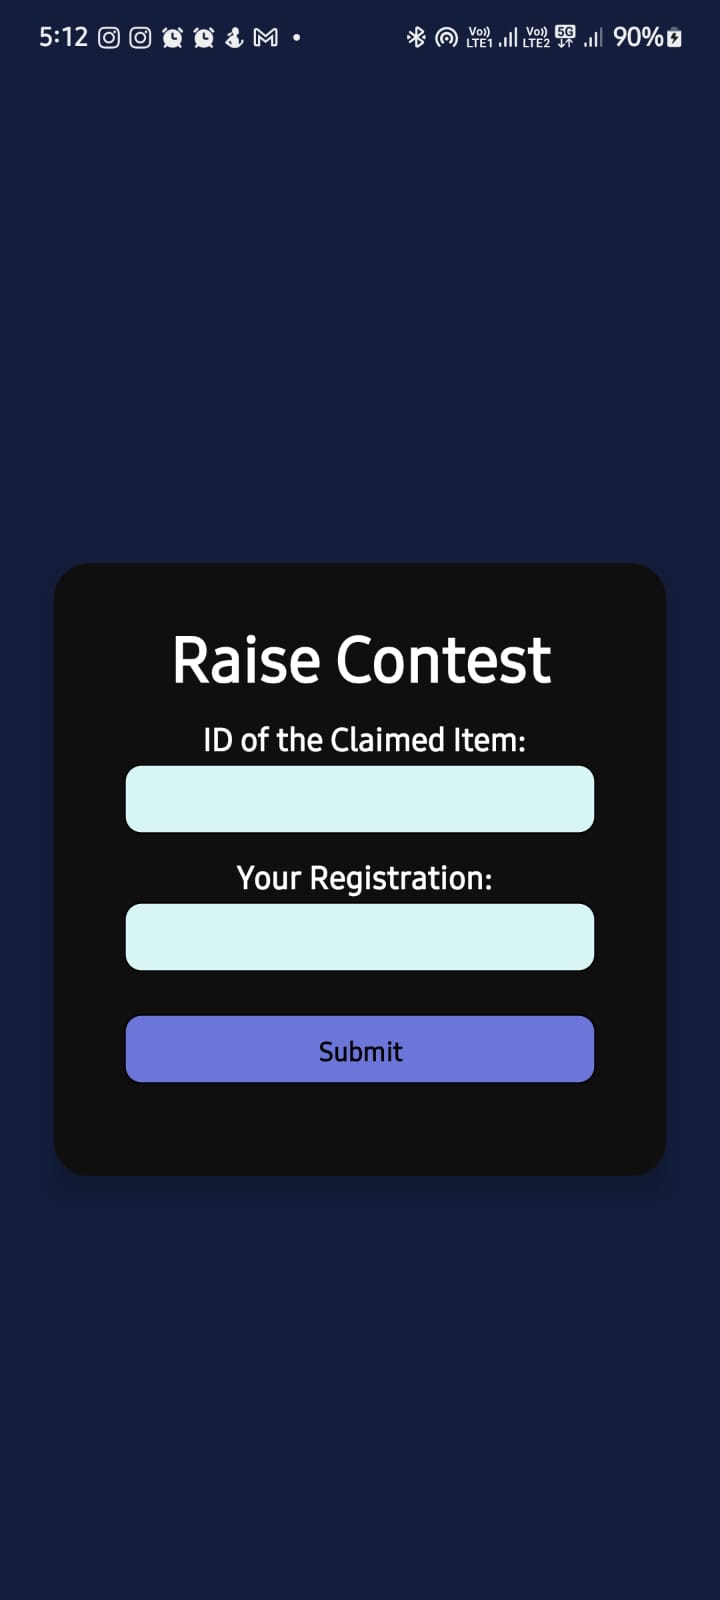 5:12 Vo)) LTE1 Vo)) LTE2 5G 90%
Raise Contest
ID of the Claimed Item:
Your Registration:
Submit